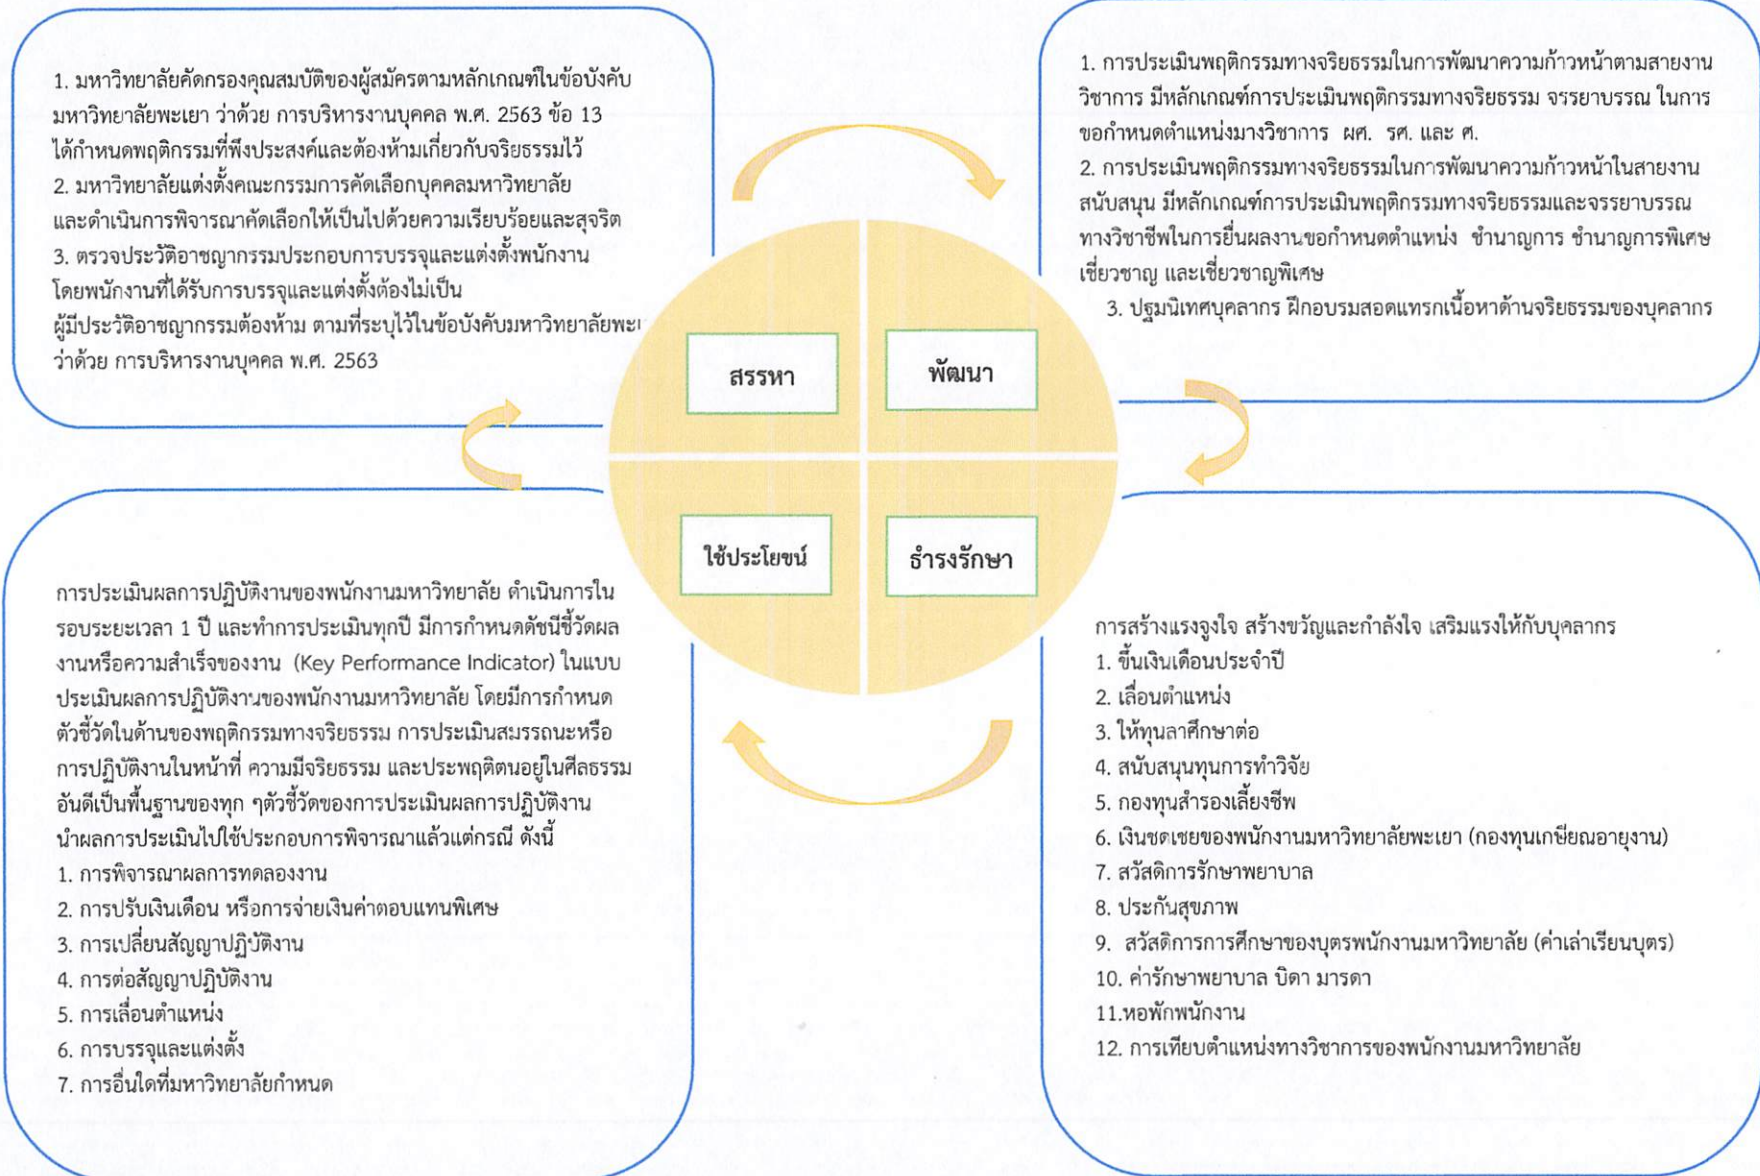 1. มหาวิทยาลัยคัดกรองคุณสมบัติของผู้สมัครตามหลักเกณฑ์ในข้อบังคับ
มหาวิทยาลัยพะเยา ว่าด้วย การบริหารงานบุคคล พ.ศ. 2563 ข้อ 13
ได้กำหนดพฤติกรรมที่พึงประสงค์และต้องห้ามเกี่ยวกับจริยธรรมไว้
2. มหาวิทยาลัยแต่งตั้งคณะกรรมการคัดเลือกบุคคลมหาวิทยาลัย
และดำเนินการพิจารณาคัดเลือกให้เป็นไปด้วยความเรียบร้อยและสุจริต
3. ตรวจประวัติอาชญากรรมประกอบการบรรจุและแต่งตั้งพนักงาน
โดยพนักงานที่ได้รับการบรรจุและแต่งตั้งต้องไม่เป็น
ผู้มีประวัติอาชญากรรมต้องห้าม ตามที่ระบุไว้ในข้อบังคับมหาวิทยาลัย
ว่าด้วย การบริหารงานบุคคล พ.ศ. 2563
1. การประเมินพฤติกรรมทางจริยธรรมในการพัฒนาความก้าวหน้าตามสายงาน
วิชาการ มีหลักเกณฑ์การประเมินพฤติกรรมทางจริยธรรม จรรยาบรรณ ในการ
ขอกำหนดตำแหน่งมางวิชาการ ผศ. รศ. และ ศ.
2. การประเมินพฤติกรรมทางจริยธรรมในการพัฒนาความก้าวหน้าในสายงาน
สนับสนุน มีหลักเกณฑ์การประเมินพฤติกรรมทางจริยธรรมและจรรยาบรรณ
ทางวิชาชีพในการยื่นผลงานขอกำหนดตำแหน่ง ชำนาญการ ชำนาญการพิเศษ
เชี่ยวชาญ และเชี่ยวชาญพิเศษ
3. ปฐมนิเทศบุคลากร ฝึกอบรมสอดแทรกเนื้อหาด้านจริยธรรมของบุคลากร
สรรหา
พัฒนา
ใช้ประโยขน์
ธำรงรักษา
การประเมินผลการปฏิบัติงานของพนักงานมหาวิทยาลัย ดำเนินการใน
รอบระยะเวลา 1 ปี และทำการประเมินทุกปี มีการกำหนดดัชนีชี้วัดผล
งานหรือความสำเร็จของงาน (Key Performance Indicator) ในแบบ
ประเมินผลการปฏิบัติงานของพนักงานมหาวิทยาลัย โดยมีการกำหนด
ตัวชี้วัดในด้านของพฤติกรรมทางจริยธรรม การประเมินสมรรถนะหรือ
การปฏิบัติงานในหน้าที่ ความมีจริยธรรม และประพฤติตนอยู่ในศีลธรรม
อันดีเป็นพื้นฐานของทุก ๆตัวชี้วัดของการประเมินผลการปฏิบัติงาน
นำผลการประเมินไปใช้ประกอบการพิจารณาแล้วแต่กรณี ดังนี้
1. การพิจารณาผลการทดลองงาน
2. การปรับเงินเดือน หรือการจ่ายเงินค่าตอบแทนพิเศษ
3. การเปลี่ยนสัญญาปฏิบัติงาน
4. การต่อสัญญาปฏิบัติงาน
5. การเลื่อนตำแหน่ง
6. การบรรจุและแต่งตั้ง
7. การอื่นใดที่มหาวิทยาลัยกำหนด
การสร้างแรงจูงใจ สร้างขวัญและกำลังใจ เสริมแรงให้กับบุคลากร
1. ขึ้นเงินเดือนประจำปี
2. เลื่อนตำแหน่ง
3. ให้ทุนลาศึกษาต่อ
4. สนับสนุนทุนการทำวิจัย
5. กองทุนสำรองเลี้ยงชีพ
6. เงินชดเชยของพนักงานมหาวิทยาลัยพะเยา (กองทุนเกษียณอายุงาน)
7. สวัสดิการรักษาพยาบาล
8. ประกันสุขภาพ
9. สวัสดิการการศึกษาของบุตรพนักงานมหาวิทยาลัย (ค่าเล่าเรียนบุตร)
10. ค่ารักษาพยาบาล บิดา มารดา
11.หอพักพนักงาน
12. การเทียบตำแหน่งทางวิชาการของพนักงานมหาวิทยาลัย